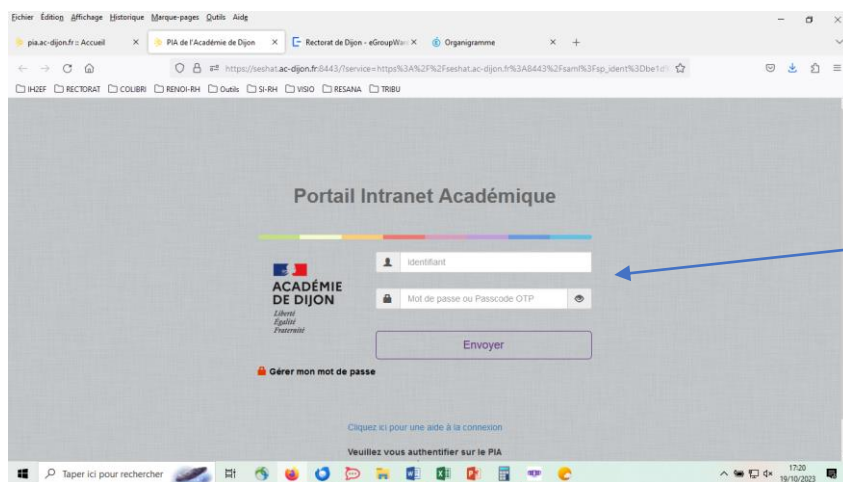 Fichier Édition Affichage Historique Marque-pages Outils Aide
pia.ac-dijon.fr :: Accueil PIA de l'Académie de Dijon Rectorat de Dijon - eGroupWar Organigramme
https://seshat.ac-dijon.fr:8443/?service=https%3A%2F%2Fseshat.ac-dijon.fr%3A8443%2Fsaml%3Fsp_ident%3Dbe1d
IH2EF RECTORAT COLIBRI RENOI-RH Outils SI-RH VISIO RESANA TRIBU
Portail Intranet Académique
ACADÉMIE
DE DIJON
Liberté
Égalité
Fraternité
Identifiant
Mot de passe ou Passcode OTP
Envoyer
Gérer mon mot de passe
Cliquez ici pour une aide à la connexion
Veuillez vous authentifier sur le PIA
Taper ici pour rechercher
17:20
19/10/2023